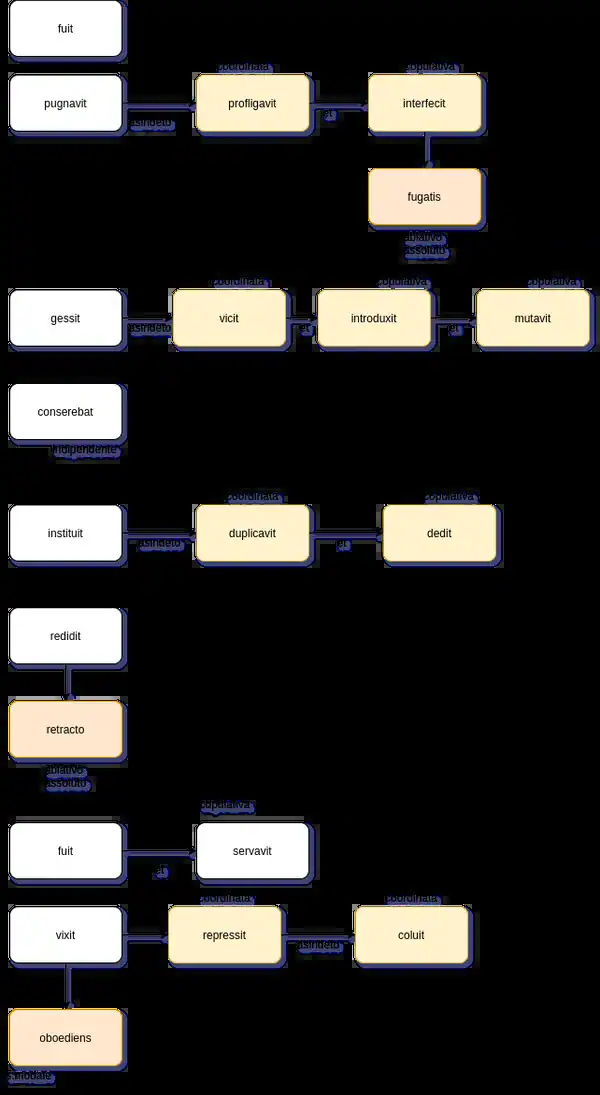 fuit
coordinata copulativa
pugnavit profligavit interfecit
asindeto et
fugatis
ablativo
assoluto
coordinata copulativa copulativa
gessit vicit introduxit mutavit
asindeto et et
conserebat
indipendente
coordinata copulativa
instituit duplicavit dedit
asindeto et
redidit
retracto
ablativo
assoluto
copulativa
fuit servavit
et
coordinata coordinata
vixit repressit coluit
asindeto
oboediens
modale